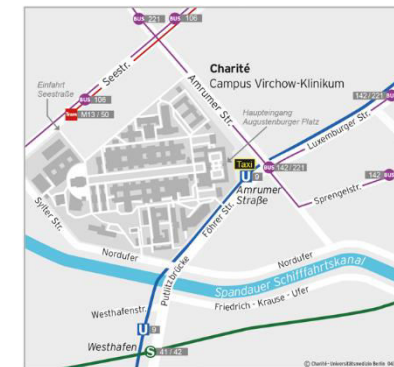 BUS
221
BUS
106
Seestr.
Einfahrt
Seestraße
BUS
106
Tram
M13 / 50
Charité
Campus Virchow-Klinikum
Amrumer Str.
Haupteingang
Augustenburger Platz
142 / 221
BUS
Luxemburger Str.
Taxi
BUS
142/221
U
9
Amrumer
Straße
142
BUS
Sprengelstr.
Sylter Str.
Föhrer Str.
Nordufer
Nordufer
Putlitzbrücke
Spandauer Schifffahrtskanal
Friedrich - Krause - Ufer
Westhafenstr.
U
9
Westhafen
S
41 / 42
© Charité - Universitätsmedizin Berlin